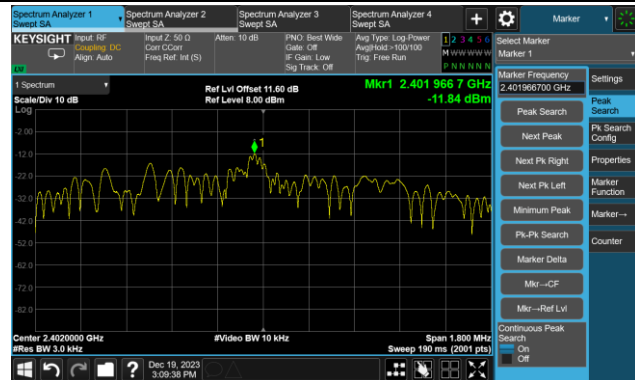 Spectrum Analyzer 1
Swept SA
Spectrum Analyzer 2
Swept SA
Spectrum Analyzer 3
Swept SA
Spectrum Analyzer 4
Swept SA
+
Marker
KEYSIGHT
Input: RF
Coupling: DC
Align: Auto
Input Z: 50 Ω
Corr CCorr
Freq Ref: Int (S)
Atten: 10 dB
PNO: Best Wide
Gate: Off
IF Gain: Low
Sig Track: Off
Avg Type: Log-Power
Avg|Hold:>100/100
Trig: Free Run
1 2 3 4 5 6
M W W W W W
P N N N N N
LXI
Select Marker
Marker 1
1 Spectrum
Scale/Div 10 dB
Log
Ref Lvl Offset 11.60 dB
Ref Level 8.00 dBm
Mkr1 2.401 966 7 GHz
-11.84 dBm
1
-2.00
-12.0
-22.0
-32.0
-42.0
-52.0
-62.0
-72.0
-82.0
Center 2.4020000 GHz
#Res BW 3.0 kHz
#Video BW 10 kHz
Span 1.800 MHz
Sweep 190 ms (2001 pts)
Marker Frequency
2.401966700 GHz
Peak Search
Next Peak
Next Pk Right
Next Pk Left
Minimum Peak
Pk-Pk Search
Marker Delta
Mkr→CF
Mkr→Ref Lvl
Continuous Peak
Search
On
Off
Settings
Peak
Search
Pk Search
Config
Properties
Marker
Function
Marker→
Counter
?
Dec 19, 2023
3:09:38 PM